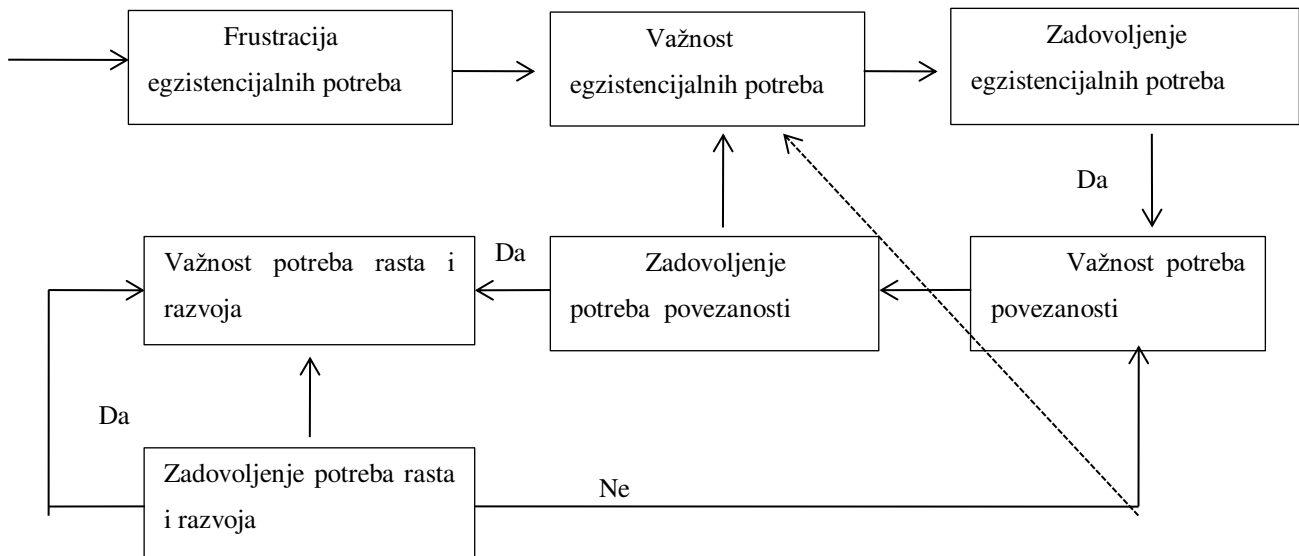 Frustracija
egzistencijalnih potreba
Važnost
egzistencijalnih potreba
Zadovoljenje
egzistencijalnih potreba
Da
Važnost potreba rasta i
razvoja
Da
Zadovoljenje
potreba povezanosti
Važnost potreba
povezanosti
Da
Zadovoljenje potreba rasta
i razvoja
Ne